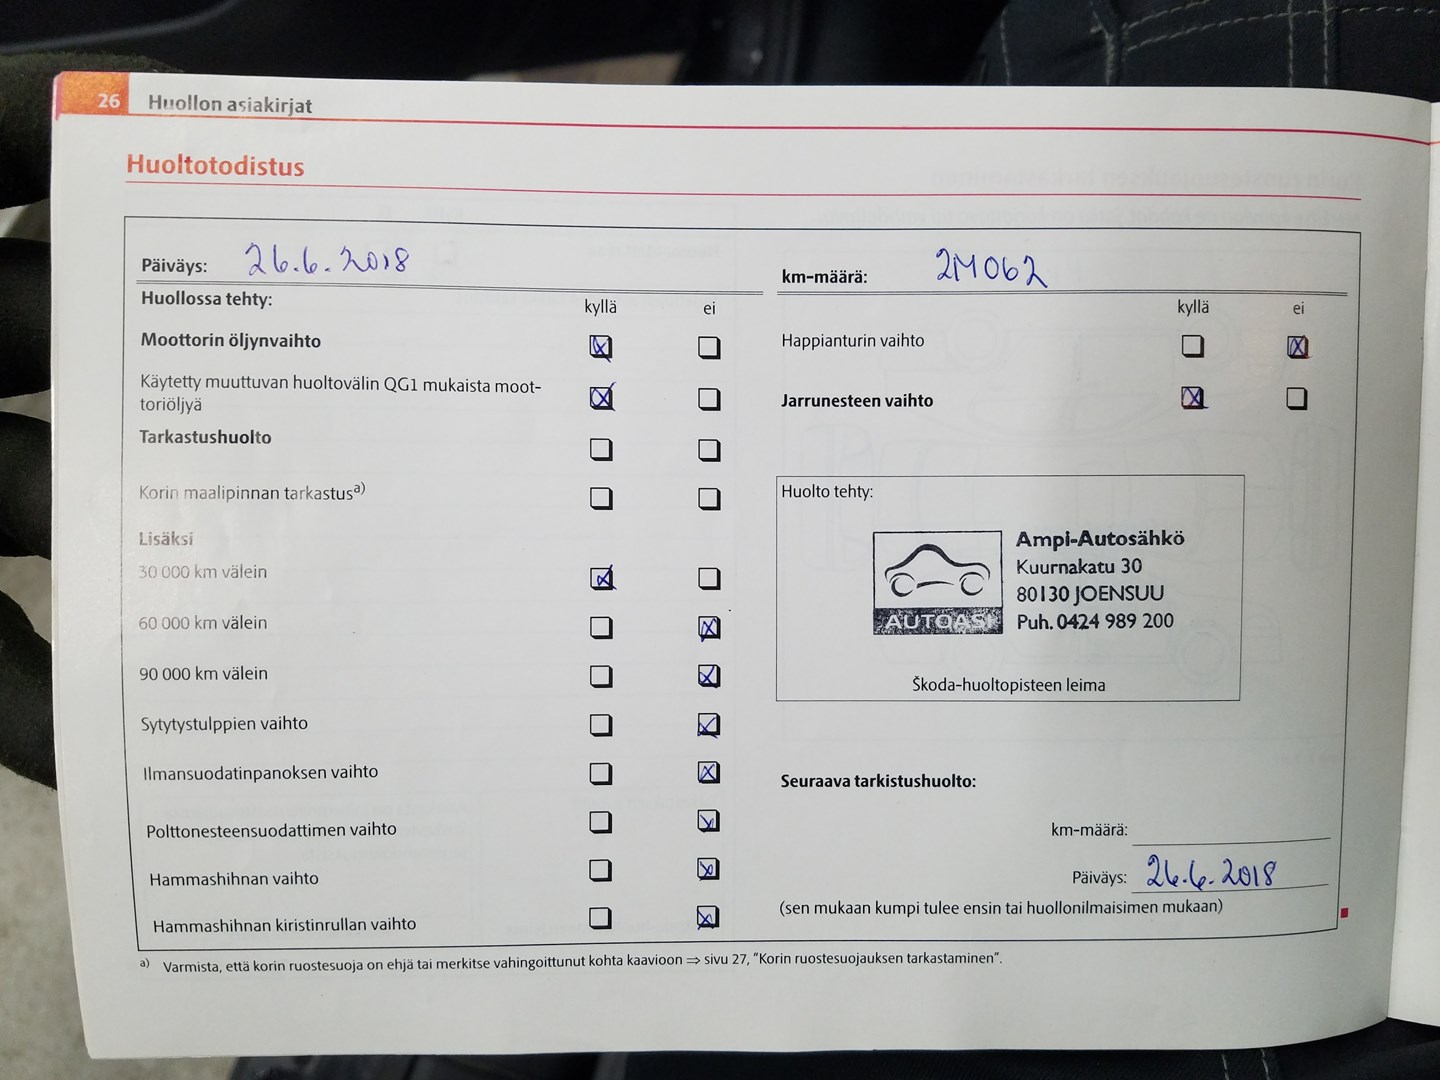 26 Huollon asiakirjat
Huoltotodistus
Päiväys: 26.6.2018
km-määrä: 214062
Huollossa tehty:
kyllä ei
kyllä ei
Moottorin öljynvaihto
Käytetty muuttuvan huoltovälin QG1 mukaista moot-
toriöljyä
Tarkastushuolto
Korin maalipinnan tarkastus a)
Lisäksi
30 000 km välein
60 000 km välein
90 000 km välein
Sytytystulppien vaihto
Ilmansuodatinpanoksen vaihto
Polttonesteensuodattimen vaihto
Hammashihnan vaihto
Hammashihnan kiristinrullan vaihto
Happianturin vaihto
Jarrunesteen vaihto
Huolto tehty:
AUTOASI
Ampi-Autosähkö
Kuurnakatu 30
80130 JOENSUU
Puh. 0424 989 200
Škoda-huoltopisteen leima
Seuraava tarkistushuolto:
km-määrä:
Päiväys: 26.6.2018
(sen mukaan kumpi tulee ensin tai huollonilmaisimen mukaan)
a) Varmista, että korin ruostesuoja on ehjä tai merkitse vahingoittunut kohta kaavioon ⇒ sivu 27, "Korin ruostesuojauksen tarkastaminen".